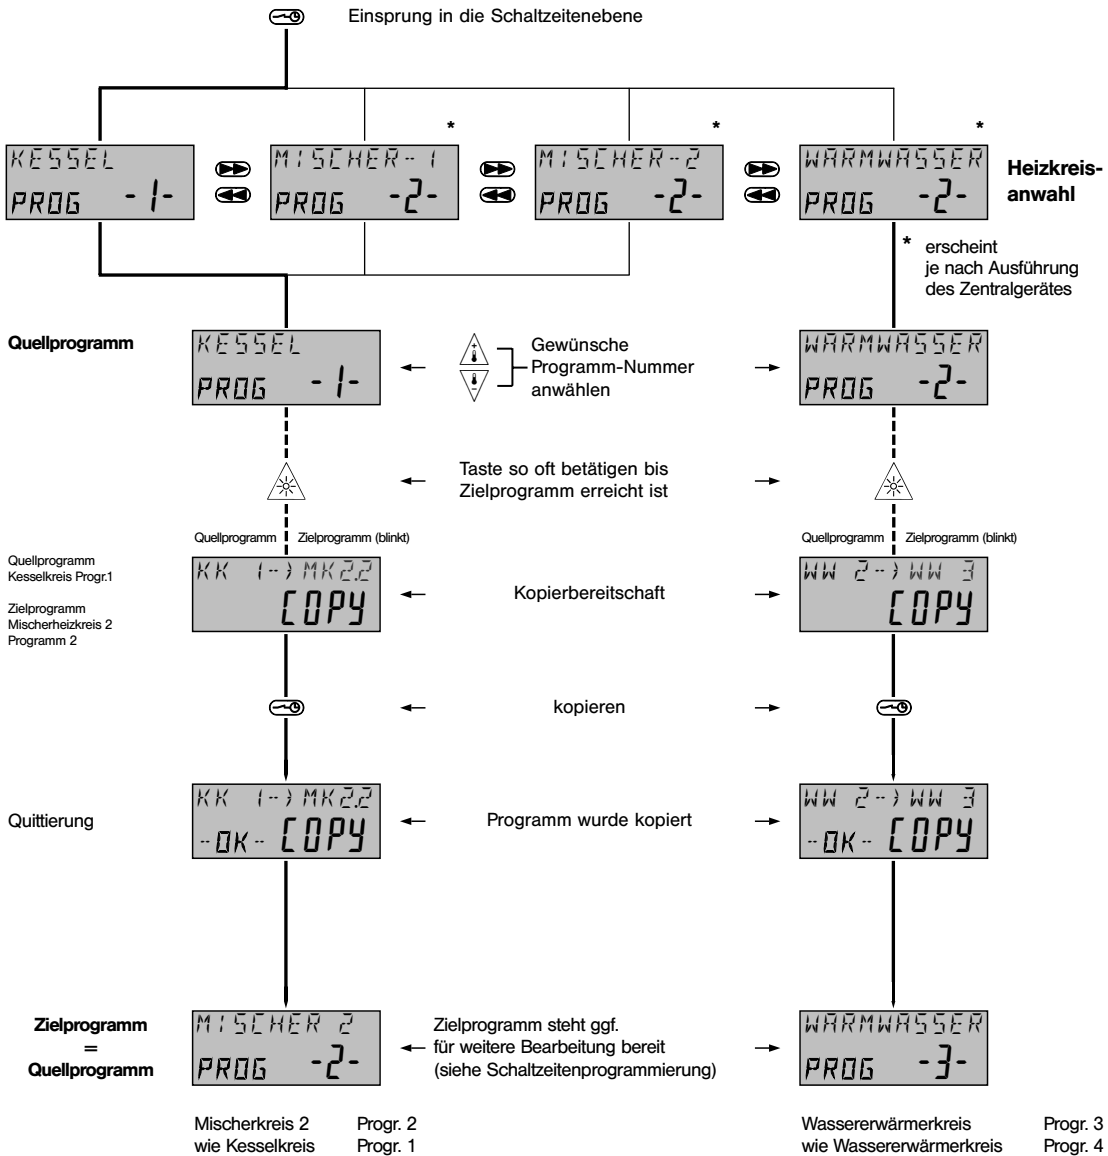 Einsprung in die Schaltzeitenebene
* * *
KESSEL
PROG -1-
MISCHER-1
PROG -2-
MISCHER-2
PROG -2-
WARMWASSER
PROG -2-
Heizkreis-
anwahl
* erscheint
je nach Ausführung
des Zentralgerätes
Quellprogramm
KESSEL
PROG -1-
Gewünsche
Programm-Nummer
anwählen
WARMWASSER
PROG -2-
Taste so oft betätigen bis
Zielprogramm erreicht ist
Quellprogramm Zielprogramm (blinkt)
Quellprogramm Zielprogramm (blinkt)
Quellprogramm
Kesselkreis Progr.1
Zielprogramm
Mischerheizkreis 2
Programm 2
KK 1-> MK2.2
COPY
Kopierbereitschaft
WW 2-> WW 3
COPY
kopieren
Quittierung
KK 1-> MK2.2
-OK- COPY
Programm wurde kopiert
WW 2-> WW 3
-OK- COPY
Zielprogramm
=
Quellprogramm
MISCHER 2
PROG -2-
Zielprogramm steht ggf.
für weitere Bearbeitung bereit
(siehe Schaltzeitenprogrammierung)
WARMWASSER
PROG -3-
Mischerkreis 2 Progr. 2
wie Kesselkreis Progr. 1
Wassererwärmerkreis Progr. 3
wie Wassererwärmerkreis Progr. 4